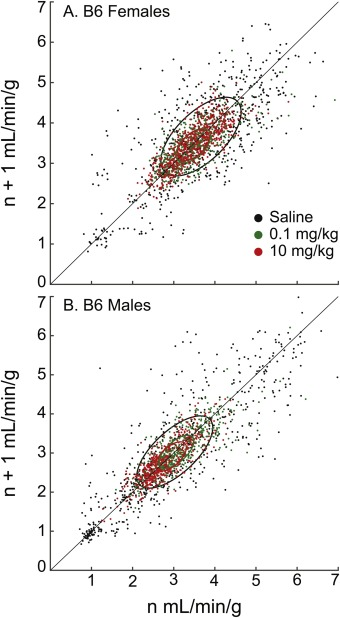 7
A. B6 Females
6
5
4
3
2
1
0
n + 1 mL/min/g
Saline
0.1 mg/kg
10 mg/kg
7
B. B6 Males
6
5
4
3
2
1
0
n + 1 mL/min/g
1 2 3 4 5 6 7
n mL/min/g